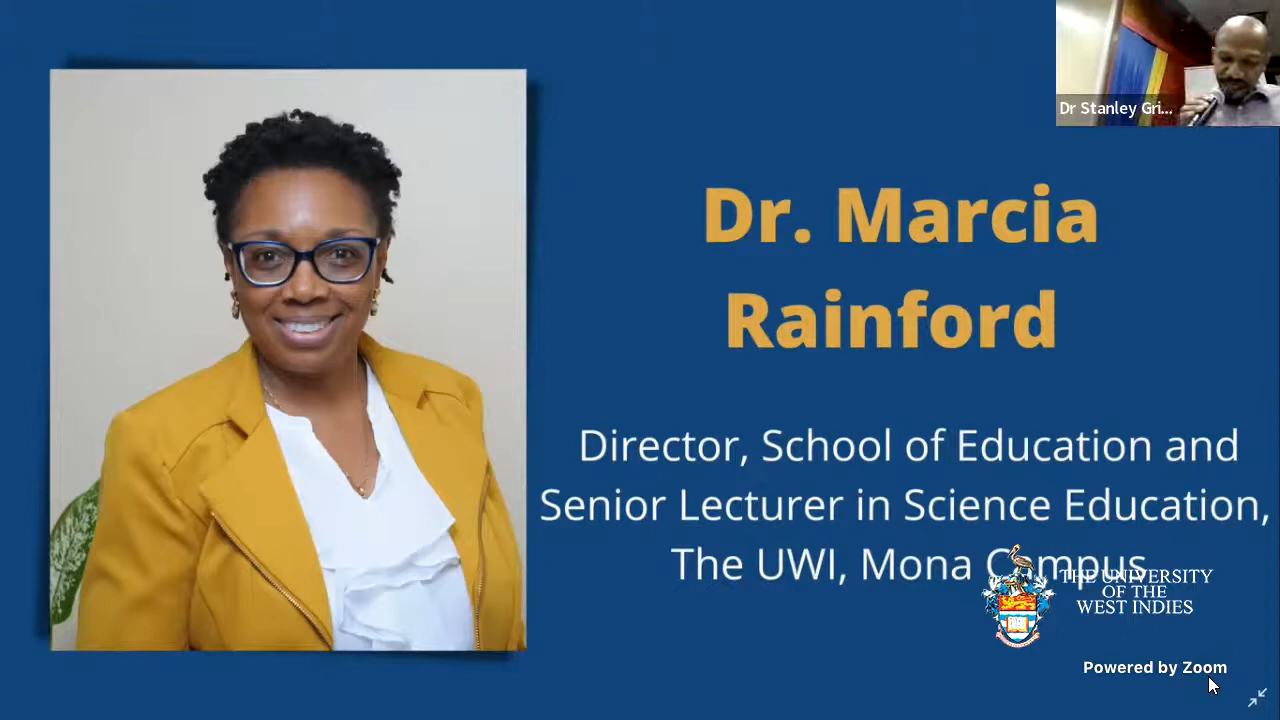 Dr Stanley Gri...
Dr. Marcia
Rainford
Director, School of Education and
Senior Lecturer in Science Education,
The UWI, Mona Campus
THE UNIVERSITY
OF THE
WEST INDIES
Powered by Zoom